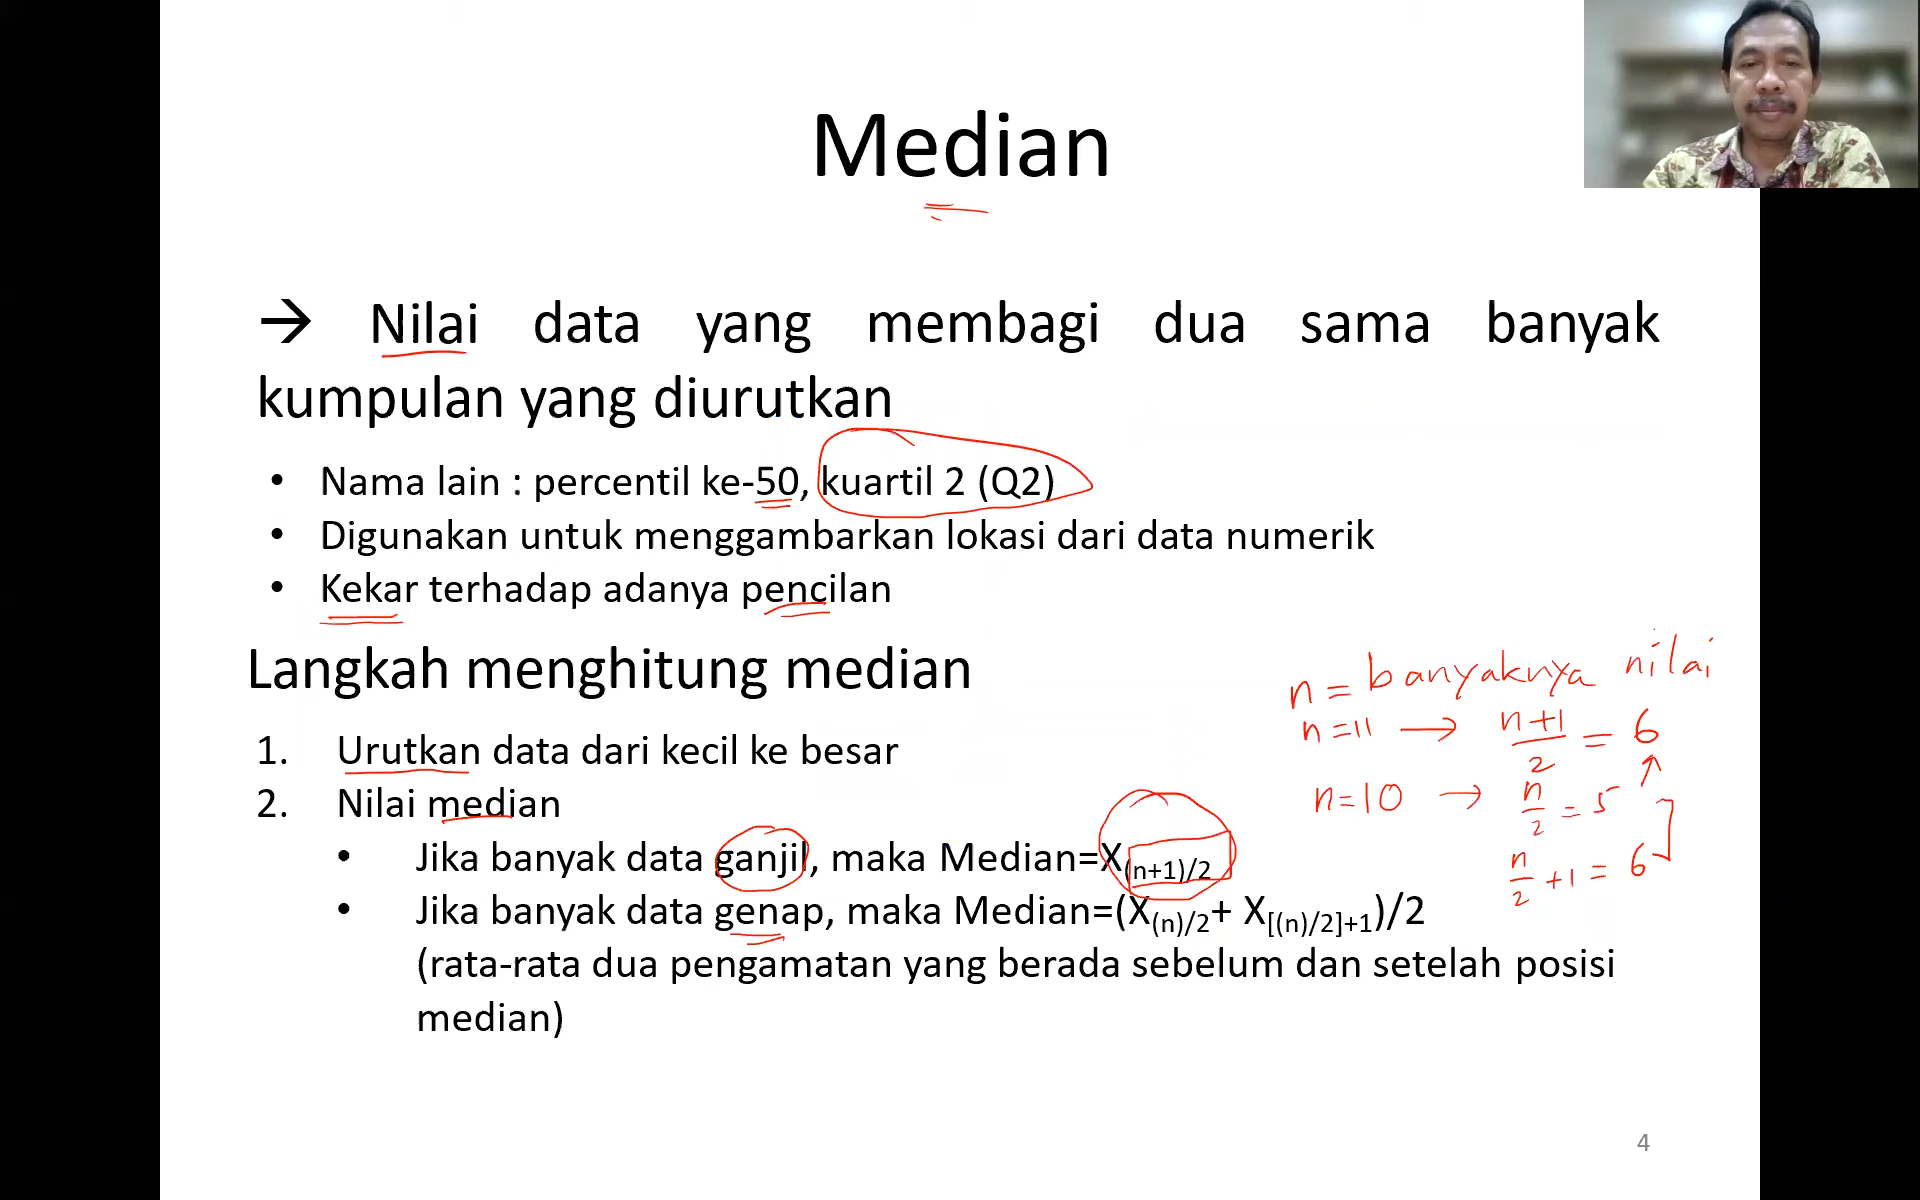 Median
→ Nilai data yang membagi dua sama banyak
kumpulan yang diurutkan
• Nama lain : percentil ke-50, kuartil 2 (Q2)
• Digunakan untuk menggambarkan lokasi dari data numerik
• Kekar terhadap adanya pencilan
Langkah menghitung median
1. Urutkan data dari kecil ke besar
2. Nilai median
• Jika banyak data ganjil, maka Median=X(n+1)/2
• Jika banyak data genap, maka Median=(X(n)/2+ X[(n)/2]+1)/2
(rata-rata dua pengamatan yang berada sebelum dan setelah posisi
median)
n = banyaknya nilai
n=11 → n+1/2 = 6
n=10 → n/2 = 5
n/2 +1 = 6
4